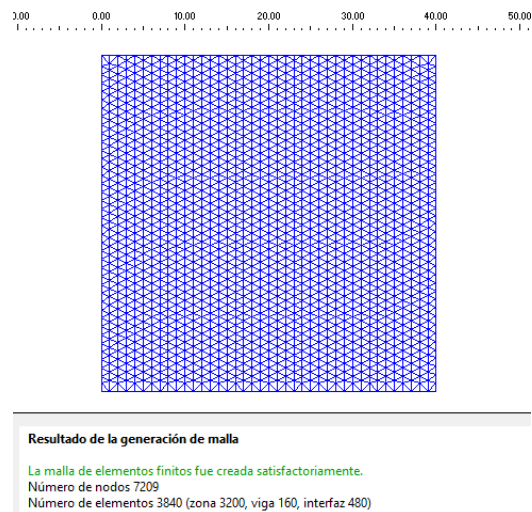 0.00 0.00 10.00 20.00 30.00 40.00 50.00
Resultado de la generación de malla
La malla de elementos finitos fue creada satisfactoriamente.
Número de nodos 7209
Número de elementos 3840 (zona 3200, viga 160, interfaz 480)